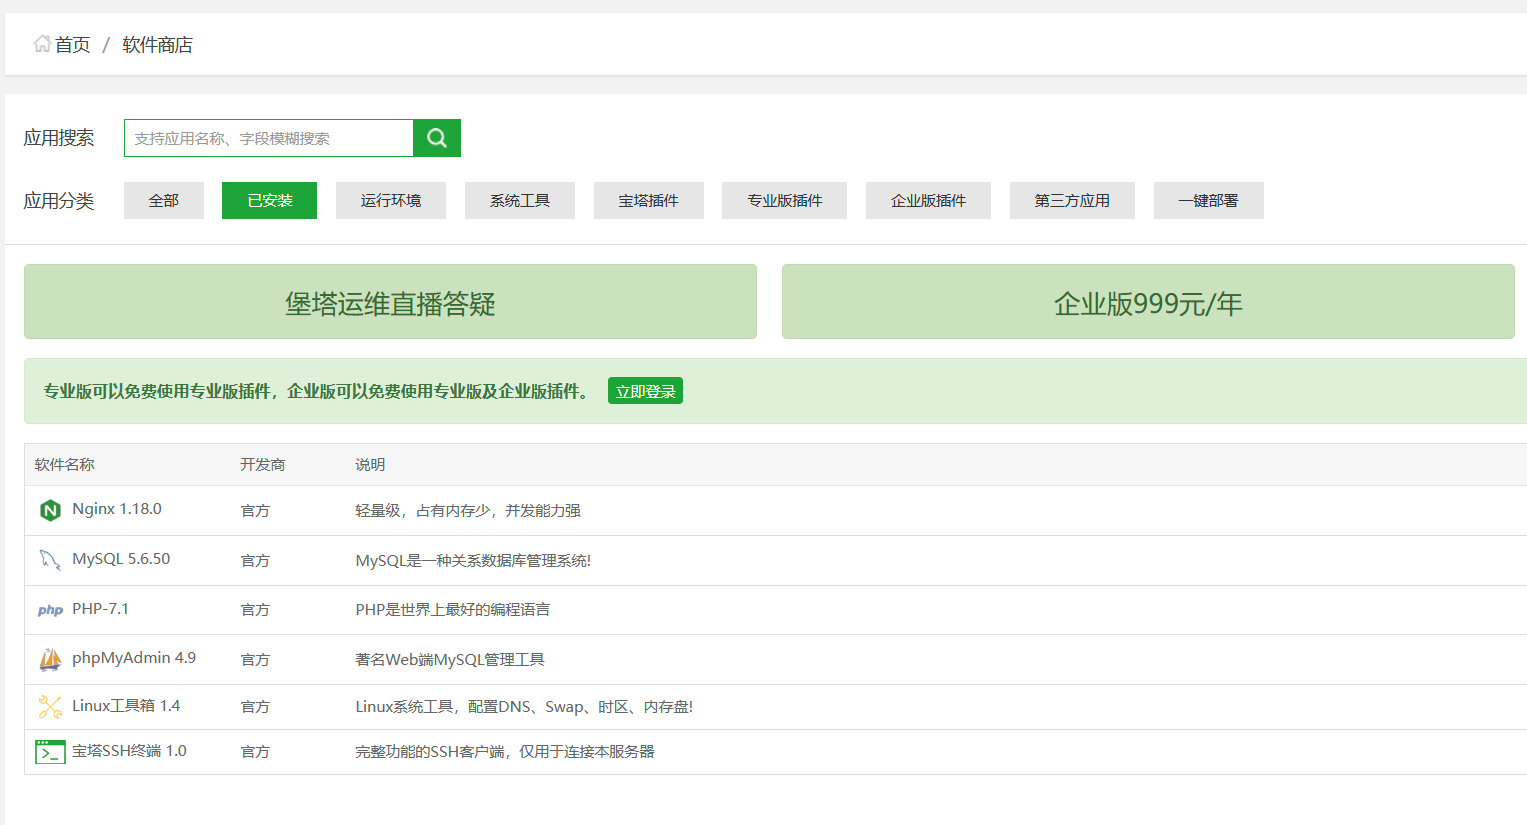 首页 / 软件商店
应用搜索 支持应用名称、字段模糊搜索
应用分类 全部 已安装 运行环境 系统工具 宝塔插件 专业版插件 企业版插件 第三方应用 一键部署
堡塔运维直播答疑 企业版999元/年
专业版可以免费使用专业版插件，企业版可以免费使用专业版及企业版插件。 立即登录
软件名称 开发商 说明
Nginx 1.18.0 官方 轻量级，占有内存少，并发能力强
MySQL 5.6.50 官方 MySQL是一种关系数据库管理系统!
php PHP-7.1 官方 PHP是世界上最好的编程语言
phpMyAdmin 4.9 官方 著名Web端MySQL管理工具
Linux工具箱 1.4 官方 Linux系统工具，配置DNS、Swap、时区、内存盘!
宝塔SSH终端 1.0 官方 完整功能的SSH客户端，仅用于连接本服务器